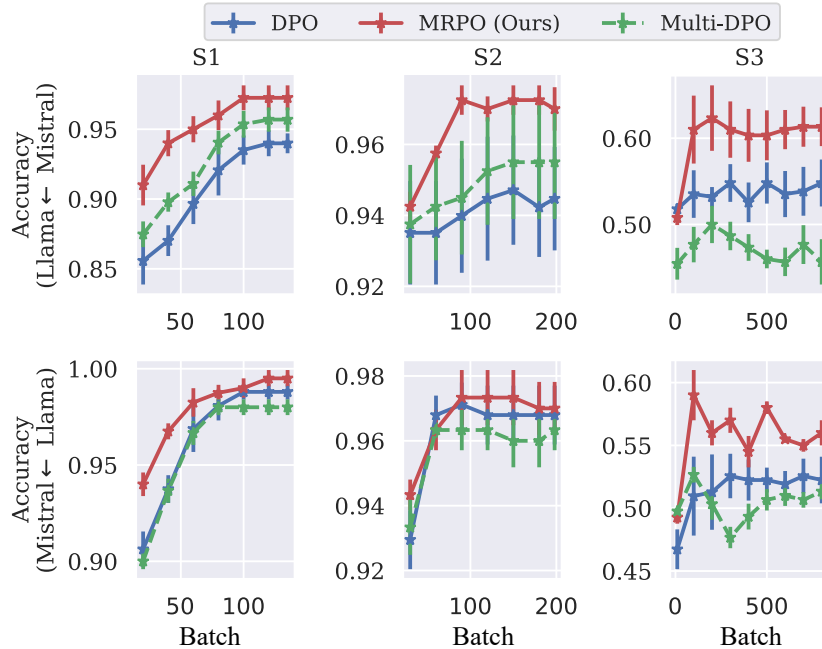 DPO MRPO (Ours) Multi-DPO
S1 S2 S3
Accuracy
(Llama← Mistral)
0.95
0.90
0.85
50 100
0.96
0.94
0.92
100 200
0.60
0.50
0 500
Accuracy
(Mistral← Llama)
1.00
0.95
0.90
50 100
Batch
0.98
0.96
0.94
0.92
100 200
Batch
0.60
0.55
0.50
0.45
0 500
Batch